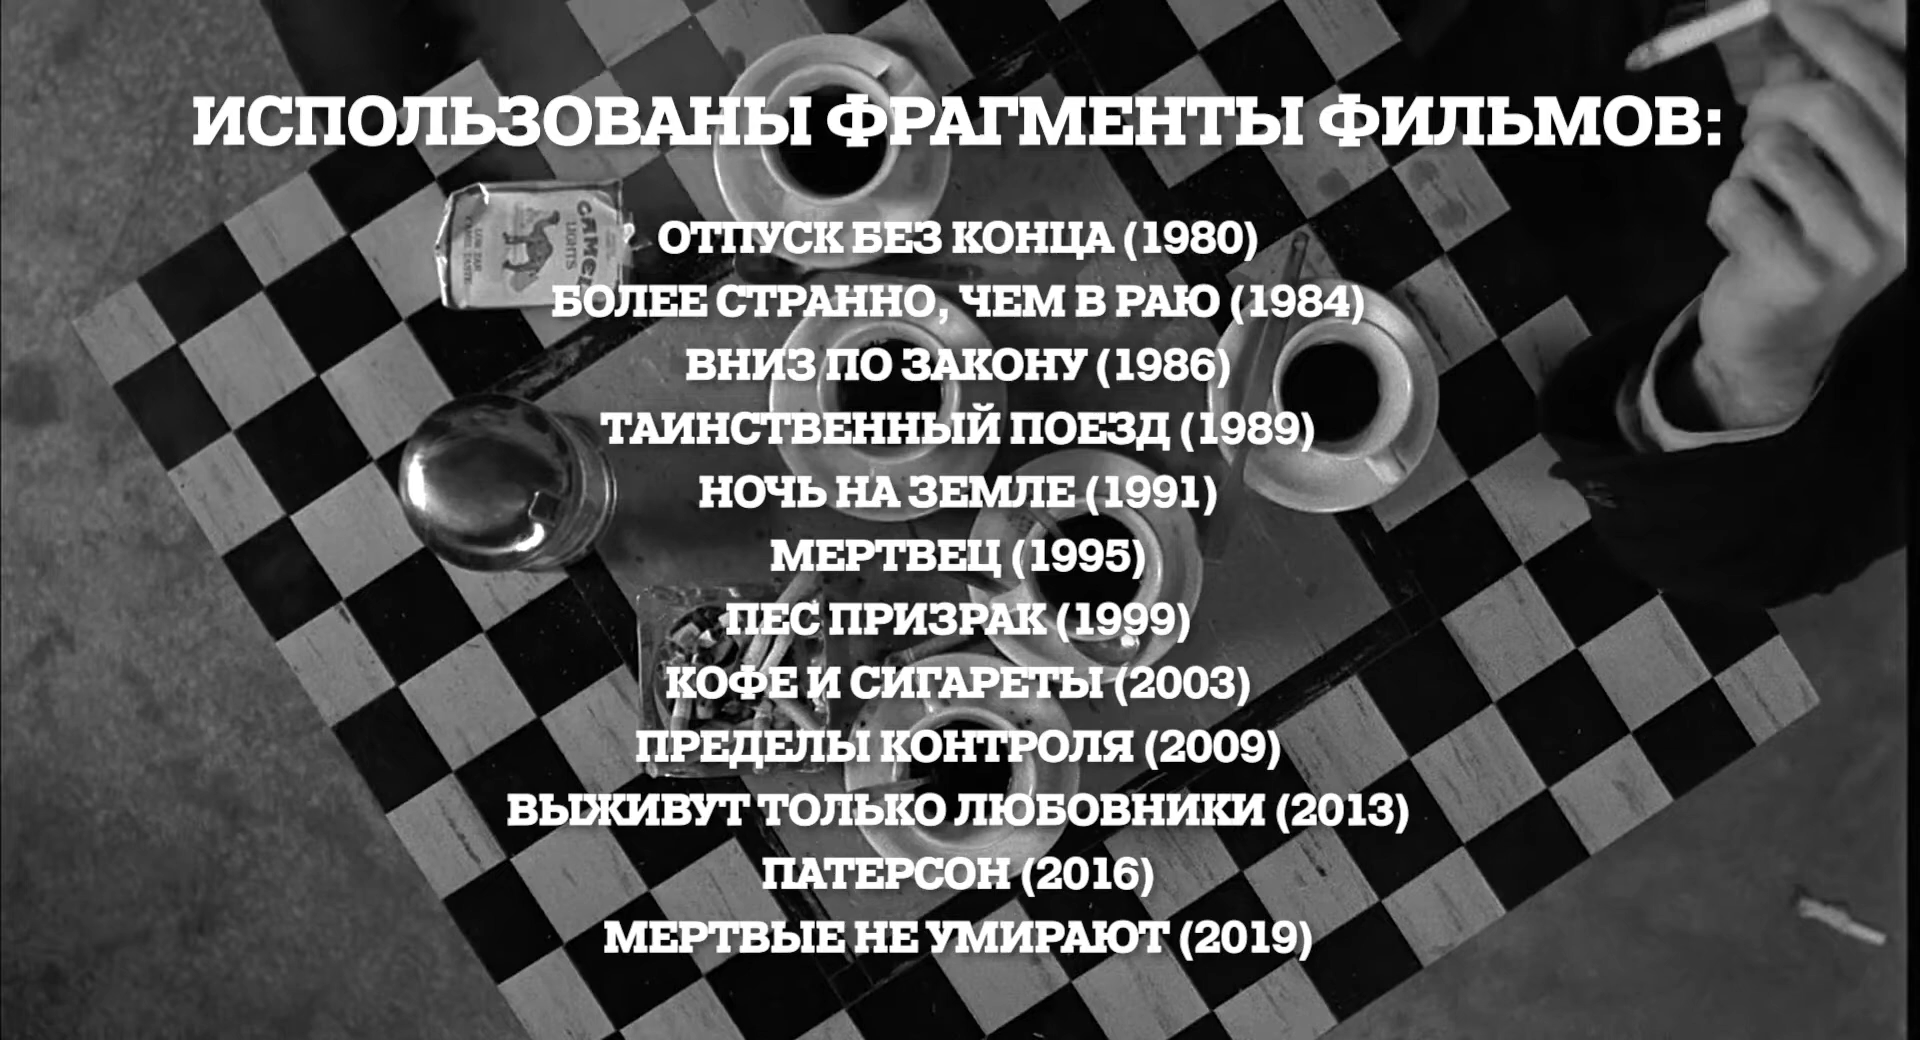 ИСПОЛЬЗОВАНЫ ФРАГМЕНТЫ ФИЛЬМОВ:
CAMEL
LIGHTS
ОТПУСК БЕЗ КОНЦА (1980)
БОЛЕЕ СТРАННО, ЧЕМ В РАЮ (1984)
ВНИЗ ПО ЗАКОНУ (1986)
ТАИНСТВЕННЫЙ ПОЕЗД (1989)
НОЧЬ НА ЗЕМЛЕ (1991)
МЕРТВЕЦ (1995)
ПЕС ПРИЗРАК (1999)
КОФЕ И СИГАРЕТЫ (2003)
ПРЕДЕЛЫ КОНТРОЛЯ (2009)
ВЫЖИВУТ ТОЛЬКО ЛЮБОВНИКИ (2013)
ПАТЕРСОН (2016)
МЕРТВЫЕ НЕ УМИРАЮТ (2019)